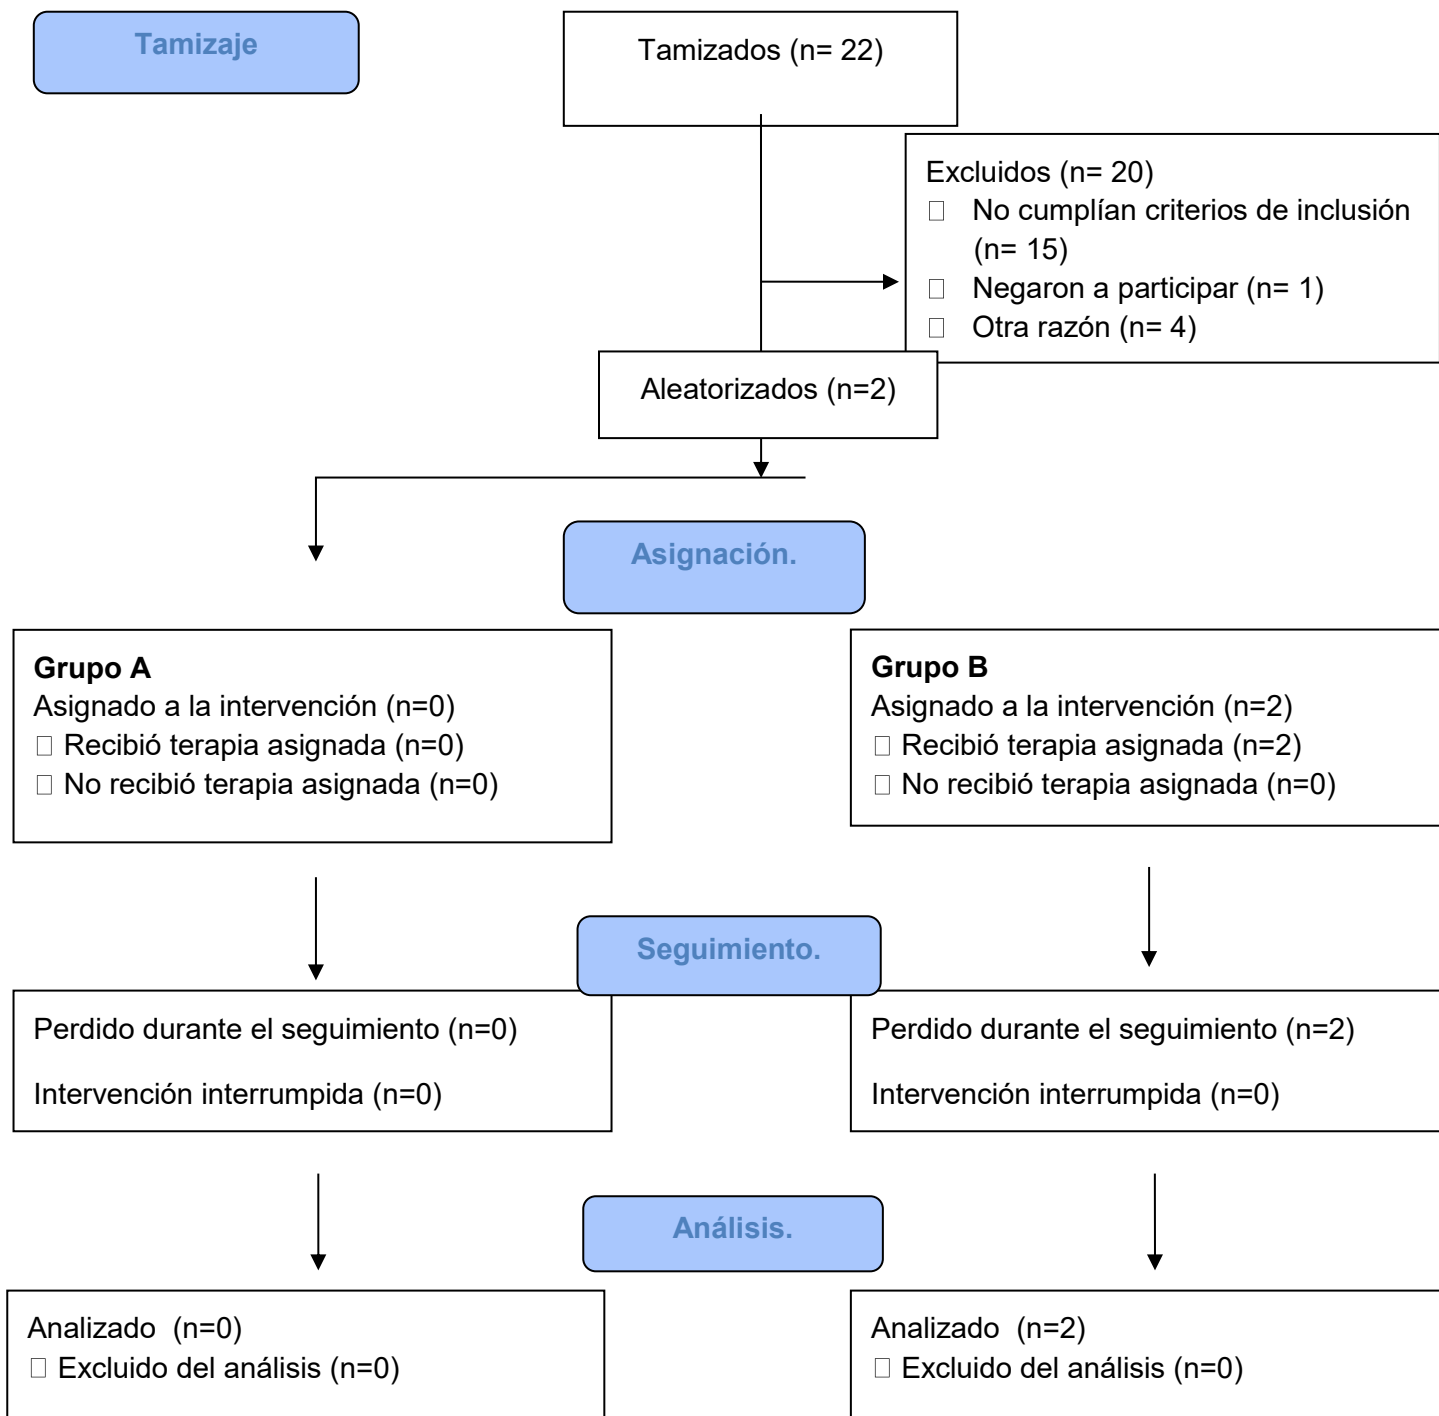 Tamizaje
Tamizados (n= 22)
Excluidos (n= 20)
□ No cumplían criterios de inclusión
(n= 15)
□ Negaron a participar (n= 1)
□ Otra razón (n= 4)
Aleatorizados (n=2)
Asignación.
Grupo A
Asignado a la intervención (n=0)
□ Recibió terapia asignada (n=0)
□ No recibió terapia asignada (n=0)
Grupo B
Asignado a la intervención (n=2)
□ Recibió terapia asignada (n=2)
□ No recibió terapia asignada (n=0)
Seguimiento.
Perdido durante el seguimiento (n=0)
Intervención interrumpida (n=0)
Perdido durante el seguimiento (n=2)
Intervención interrumpida (n=0)
Análisis.
Analizado (n=0)
□ Excluido del análisis (n=0)
Analizado (n=2)
□ Excluido del análisis (n=0)